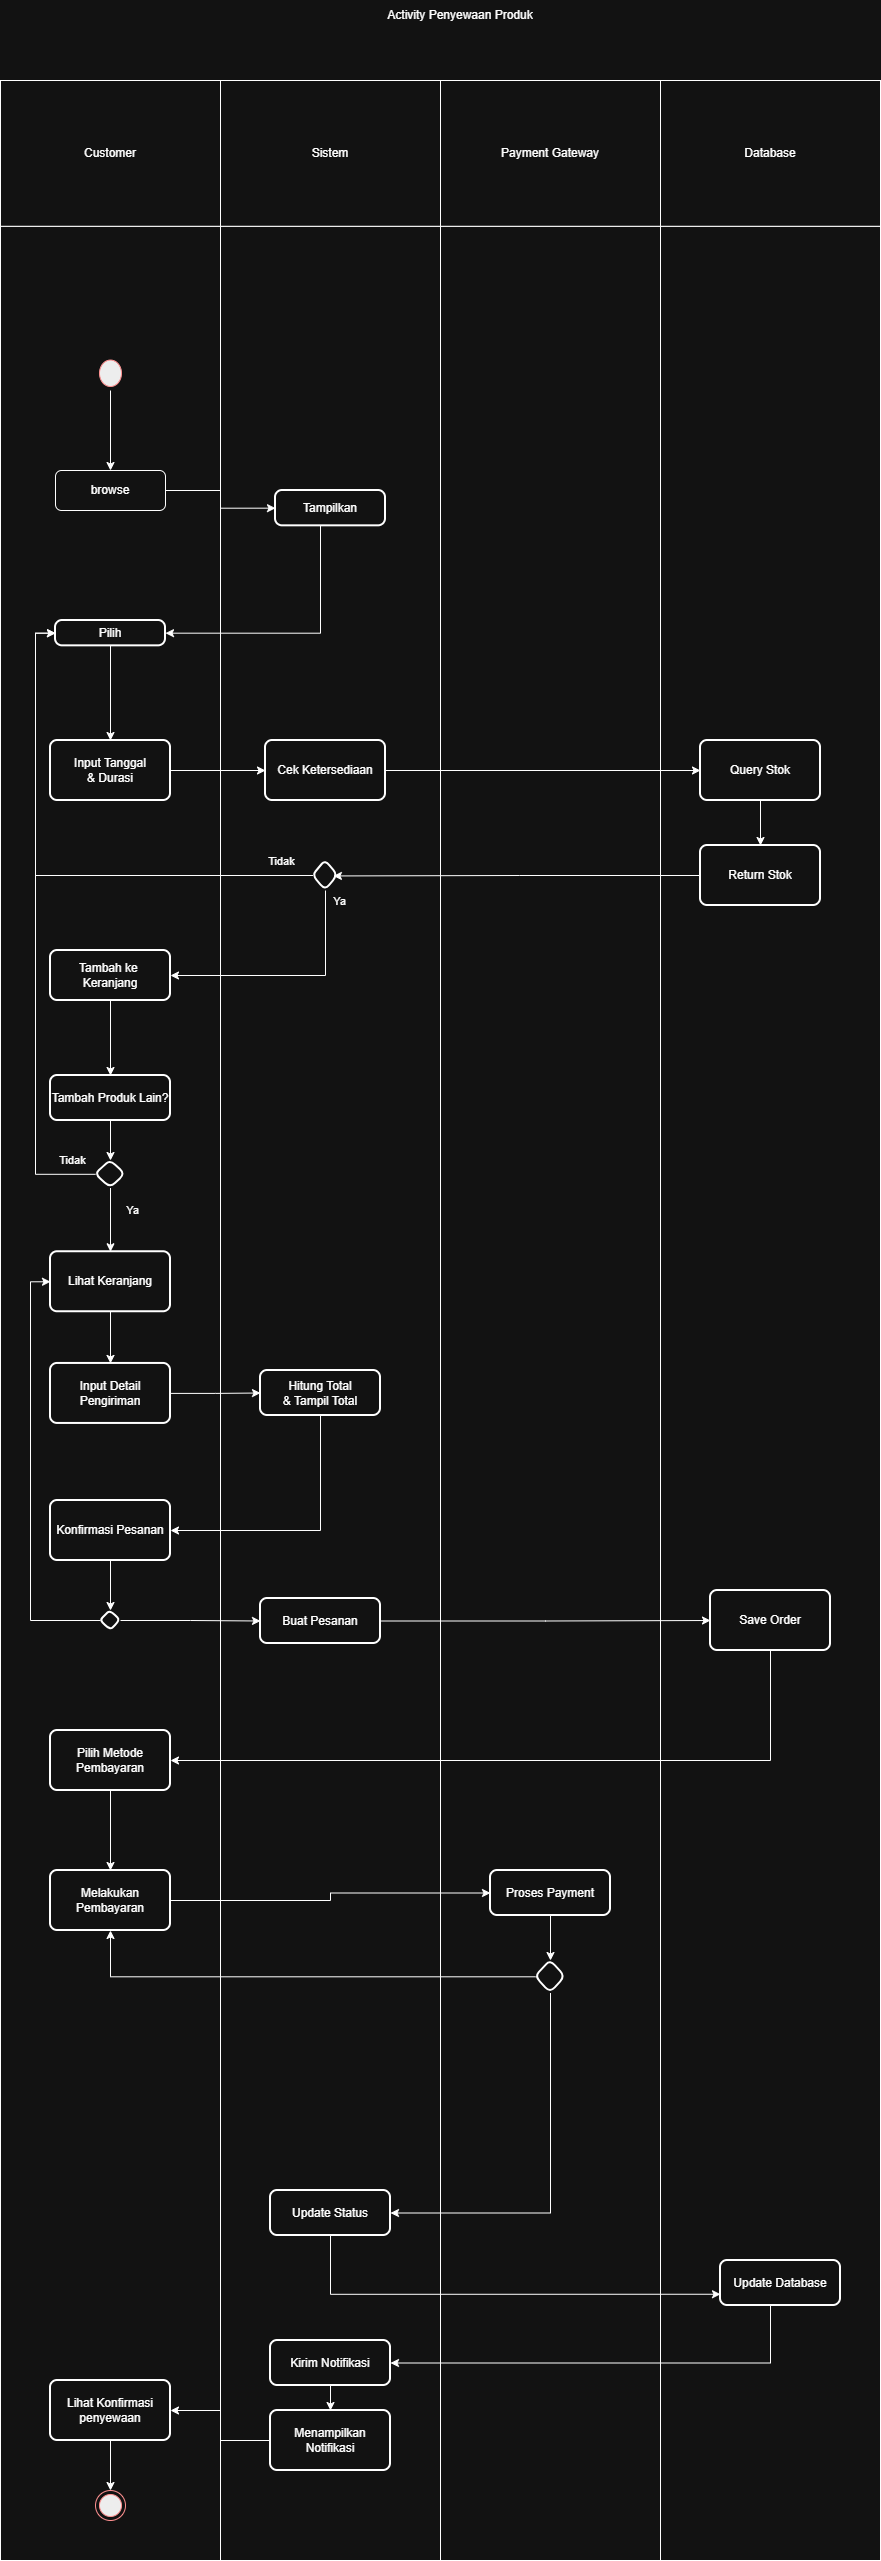 Activity Penyewaan Produk
Customer
Sistem
Payment Gateway
Database
browse
Tampilkan
Pilih
Input Tanggal
& Durasi
Cek Ketersediaan
Query Stok
Tidak
Return Stok
Ya
Tambah ke
Keranjang
Tambah Produk Lain?
Tidak
Ya
Lihat Keranjang
Input Detail
Pengiriman
Hitung Total
& Tampil Total
Konfirmasi Pesanan
Buat Pesanan
Save Order
Pilih Metode
Pembayaran
Melakukan
Pembayaran
Proses Payment
Update Status
Update Database
Kirim Notifikasi
Lihat Konfirmasi
penyewaan
Menampilkan
Notifikasi